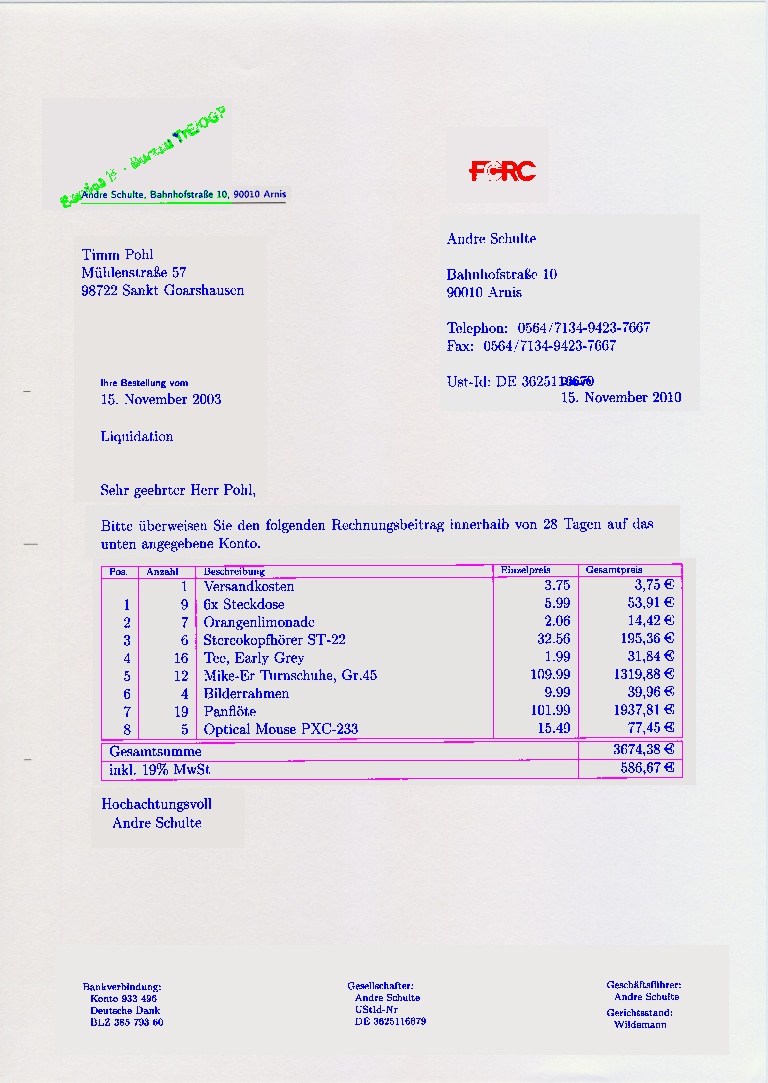 FCRC
Andre Schulte, Bahnhofstraße 10, 90010 Arnis
Andre Schulte
Bahnhofstraße 10
90010 Arnis
Telephon: 0564/7134-9423-7667
Fax: 0564/7134-9423-7667
Ust-Id: DE 3625116679
15. November 2010
Timm Pohl
Mühlenstraße 57
98722 Sankt Goarshausen
Ihre Bestellung vom
15. November 2003
Liquidation
Sehr geehrter Herr Pohl,
Bitte überweisen Sie den folgenden Rechnungsbeitrag innerhalb von 28 Tagen auf das
unten angegebene Konto.
Pos. Anzahl Beschreibung Einzelpreis Gesamtpreis
1 Versandkosten 3.75 3,75 €
1 9 6x Steckdose 5.99 53,91 €
2 7 Orangenlimonade 2.06 14,42 €
3 6 Stereokopfhörer ST-22 32.56 195,36 €
4 16 Tee, Early Grey 1.99 31,84 €
5 12 Mike-Er Turnschuhe, Gr.45 109.99 1319,88 €
6 4 Bilderrahmen 9.99 39,96 €
7 19 Panflöte 101.99 1937,81 €
8 5 Optical Mouse PXC-233 15.49 77,45 €
Gesamtsumme 3674,38 €
inkl. 19% MwSt 586,67 €
Hochachtungsvoll
Andre Schulte
Bankverbindung:
Konto 933 496
Deutsche Dank
BLZ 365 793 60
Gesellschafter:
Andre Schulte
UStId-Nr
DE 3625116679
Geschäftsführer:
Andre Schulte
Gerichtsstand:
Wildemann